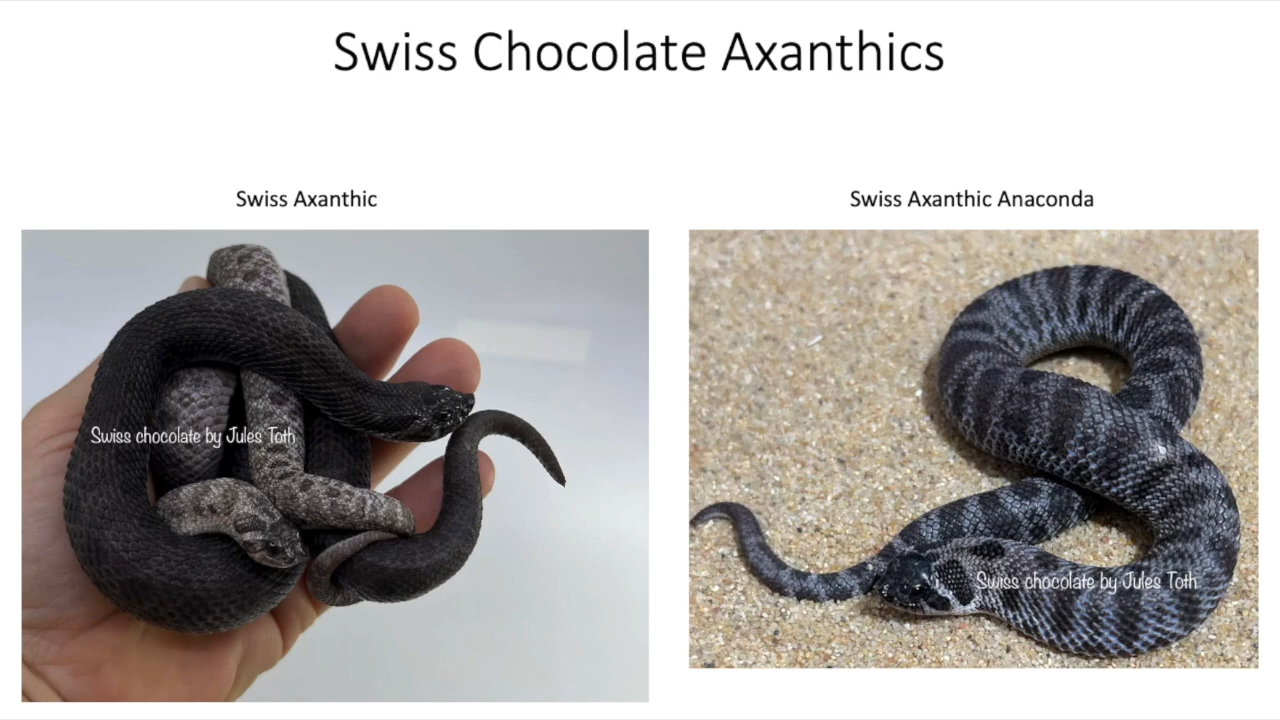 Swiss Chocolate Axanthics
Swiss Axanthic
Swiss Axanthic Anaconda
Swiss chocolate by Jules Toth
Swiss chocolate by Jules Toth